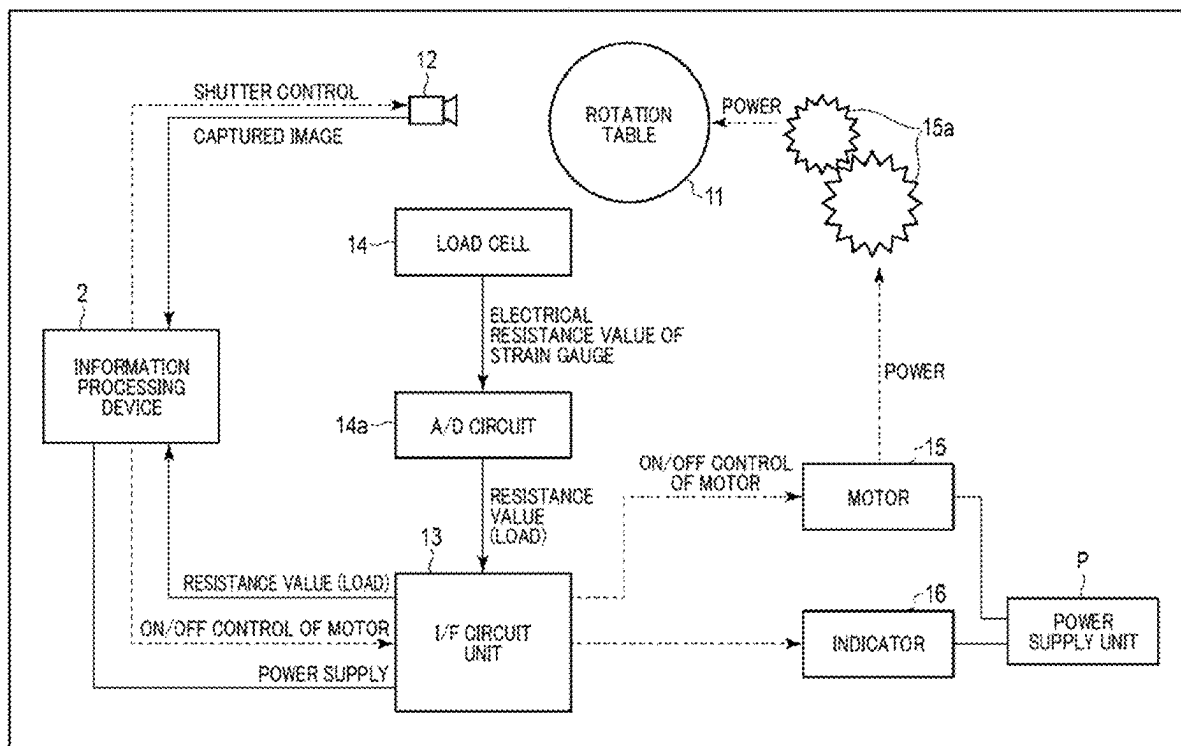 12
SHUTTER CONTROL
CAPTURED IMAGE
ROTATION
TABLE
11
POWER
15a
14
LOAD CELL
ELECTRICAL
RESISTANCE VALUE OF
STRAIN GAUGE
2
INFORMATION
PROCESSING
DEVICE
14a
A/D CIRCUIT
POWER
RESISTANCE
VALUE
(LOAD)
ON/OFF CONTROL
OF MOTOR
15
MOTOR
13
I/F CIRCUIT
UNIT
RESISTANCE VALUE (LOAD)
ON/OFF CONTROL OF MOTOR
POWER SUPPLY
16
INDICATOR
P
POWER
SUPPLY UNIT